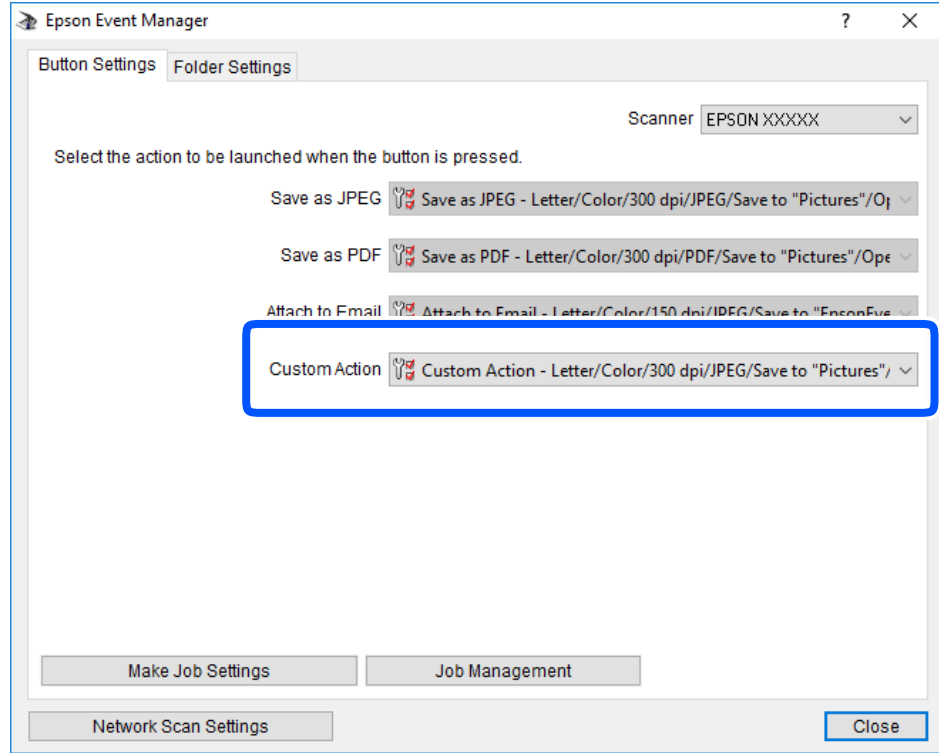 Epson Event Manager
Button Settings Folder Settings
Scanner EPSON XXXXX
Select the action to be launched when the button is pressed.
Save as JPEG Save as JPEG - Letter/Color/300 dpi/JPEG/Save to "Pictures"/Op
Save as PDF Save as PDF - Letter/Color/300 dpi/PDF/Save to "Pictures"/Ope
Attach to Email Attach to Email - Letter/Color/150 dpi/JPEG/Save to "EpsonEve
Custom Action Custom Action - Letter/Color/300 dpi/JPEG/Save to "Pictures"/
Make Job Settings Job Management
Network Scan Settings Close